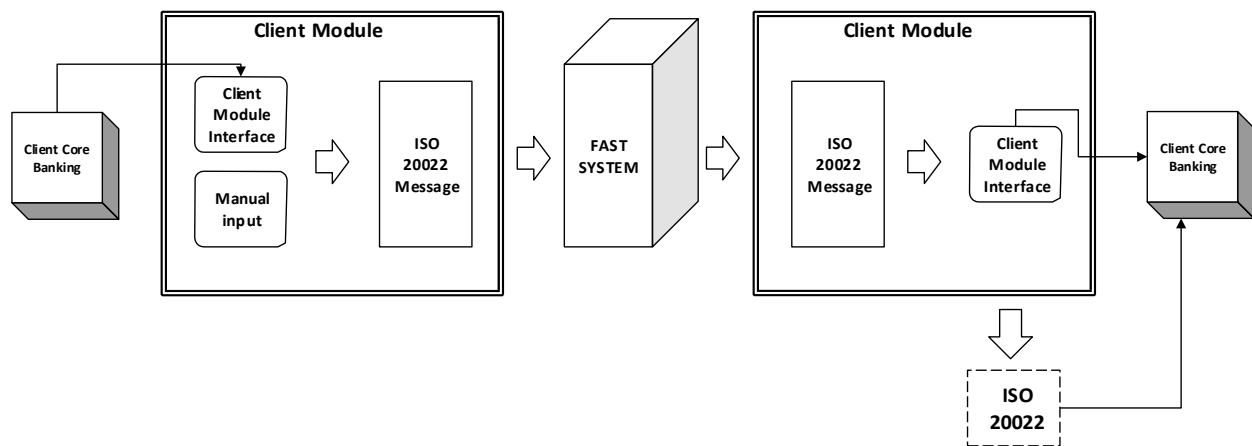 Client Module
Client
Module
Interface
Manual
input
Client Core
Banking
ISO
20022
Message
FAST
SYSTEM
Client Module
ISO
20022
Message
Client
Module
Interface
Client Core
Banking
ISO
20022